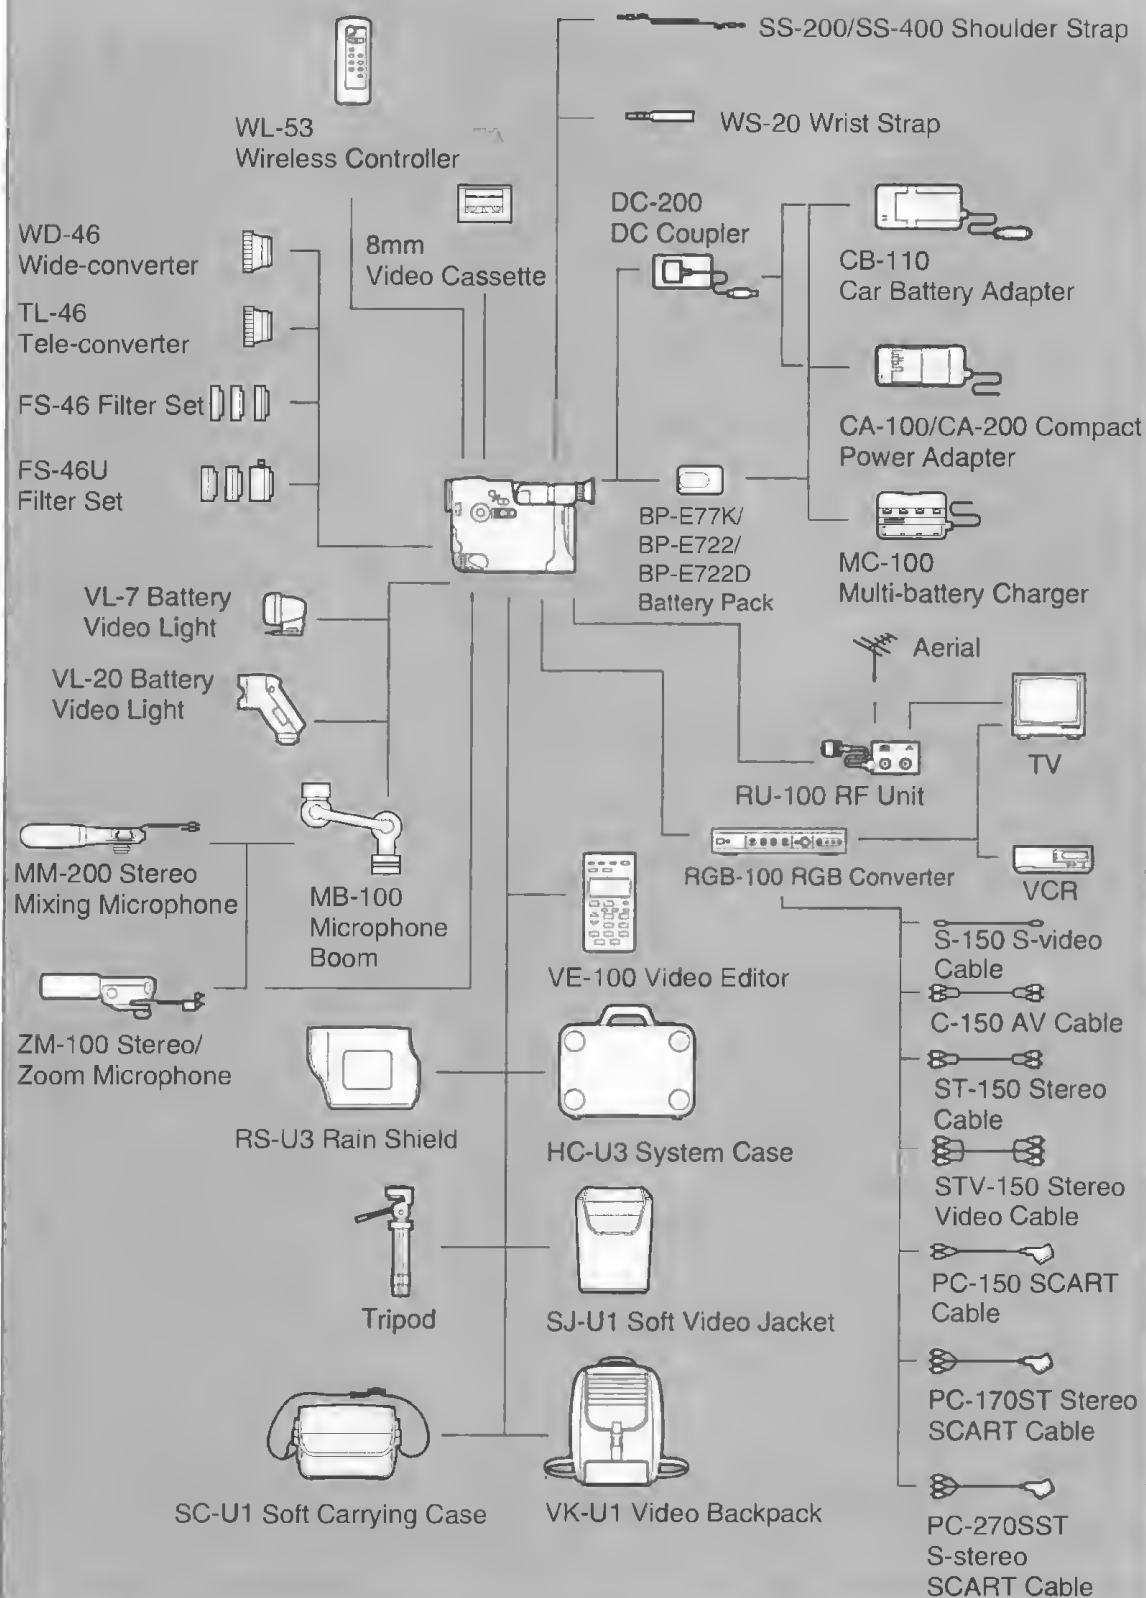 SS-200/SS-400 Shoulder Strap
WL-53
Wireless Controller
WS-20 Wrist Strap
DC-200
DC Coupler
WD-46
Wide-converter
8mm
Video Cassette
CB-110
Car Battery Adapter
TL-46
Tele-converter
FS-46 Filter Set
CA-100/CA-200 Compact
Power Adapter
FS-46U
Filter Set
BP-E77K/
BP-E722/
BP-E722D
Battery Pack
MC-100
Multi-battery Charger
VL-7 Battery
Video Light
Aerial
VL-20 Battery
Video Light
TV
RU-100 RF Unit
MM-200 Stereo
Mixing Microphone
MB-100
Microphone
Boom
RGB-100 RGB Converter
VCR
S-150 S-video
Cable
VE-100 Video Editor
C-150 AV Cable
ZM-100 Stereo/
Zoom Microphone
ST-150 Stereo
Cable
RS-U3 Rain Shield
HC-U3 System Case
STV-150 Stereo
Video Cable
PC-150 SCART
Cable
Tripod
SJ-U1 Soft Video Jacket
PC-170ST Stereo
SCART Cable
SC-U1 Soft Carrying Case
VK-U1 Video Backpack
PC-270SST
S-stereo
SCART Cable